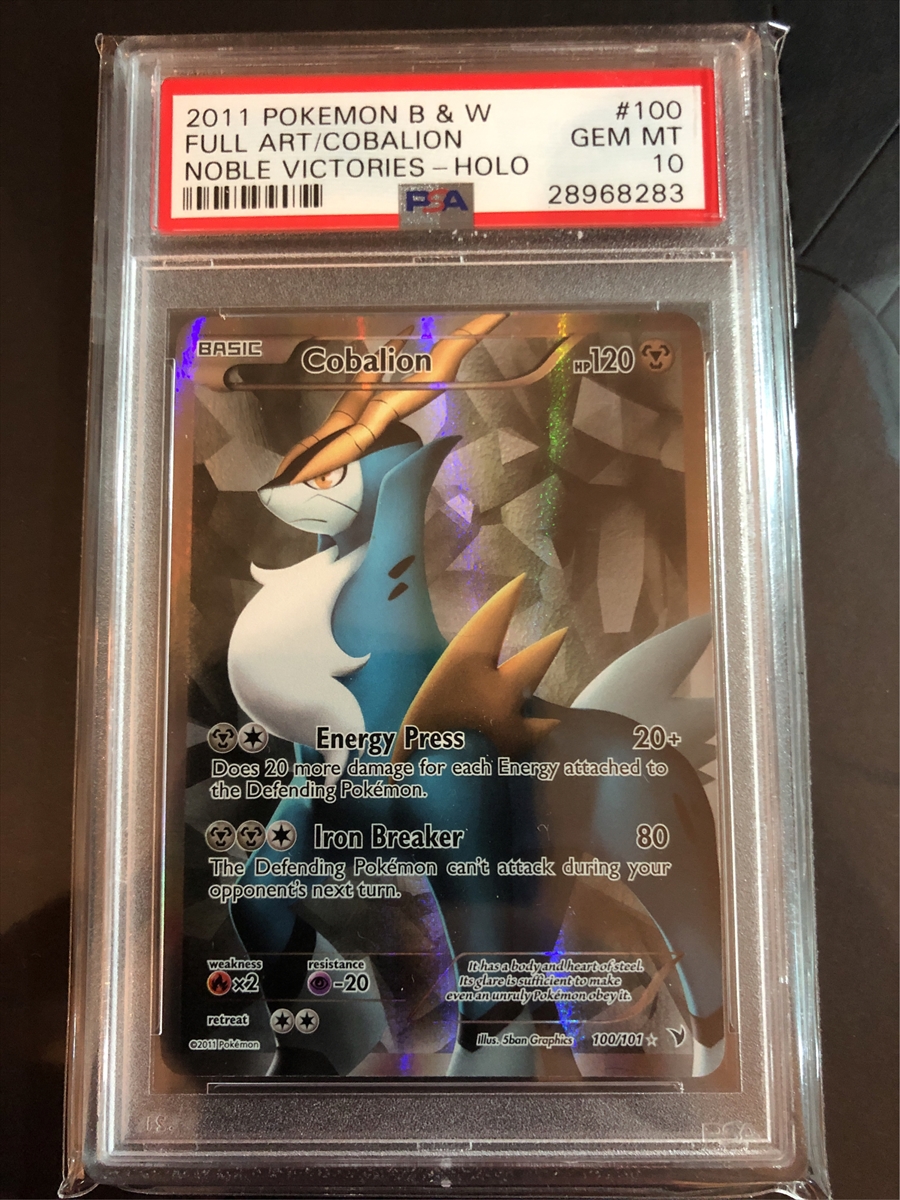 2011 POKEMON B & W #100
FULL ART/COBALION GEM MT
NOBLE VICTORIES - HOLO 10
PSA 28968283
BASIC Cobalion HP120
Energy Press 20+
Does 20 more damage for each Energy attached to
the Defending Pokémon.
Iron Breaker 80
The Defending Pokémon can't attack during your
opponent's next turn.
weakness resistance
×2 -20
It has a body and heart of steel.
Its glare is sufficient to make
even an unruly Pokémon obey it.
retreat
©2011 Pokémon Illus. 5ban Graphics 100/101
PSA